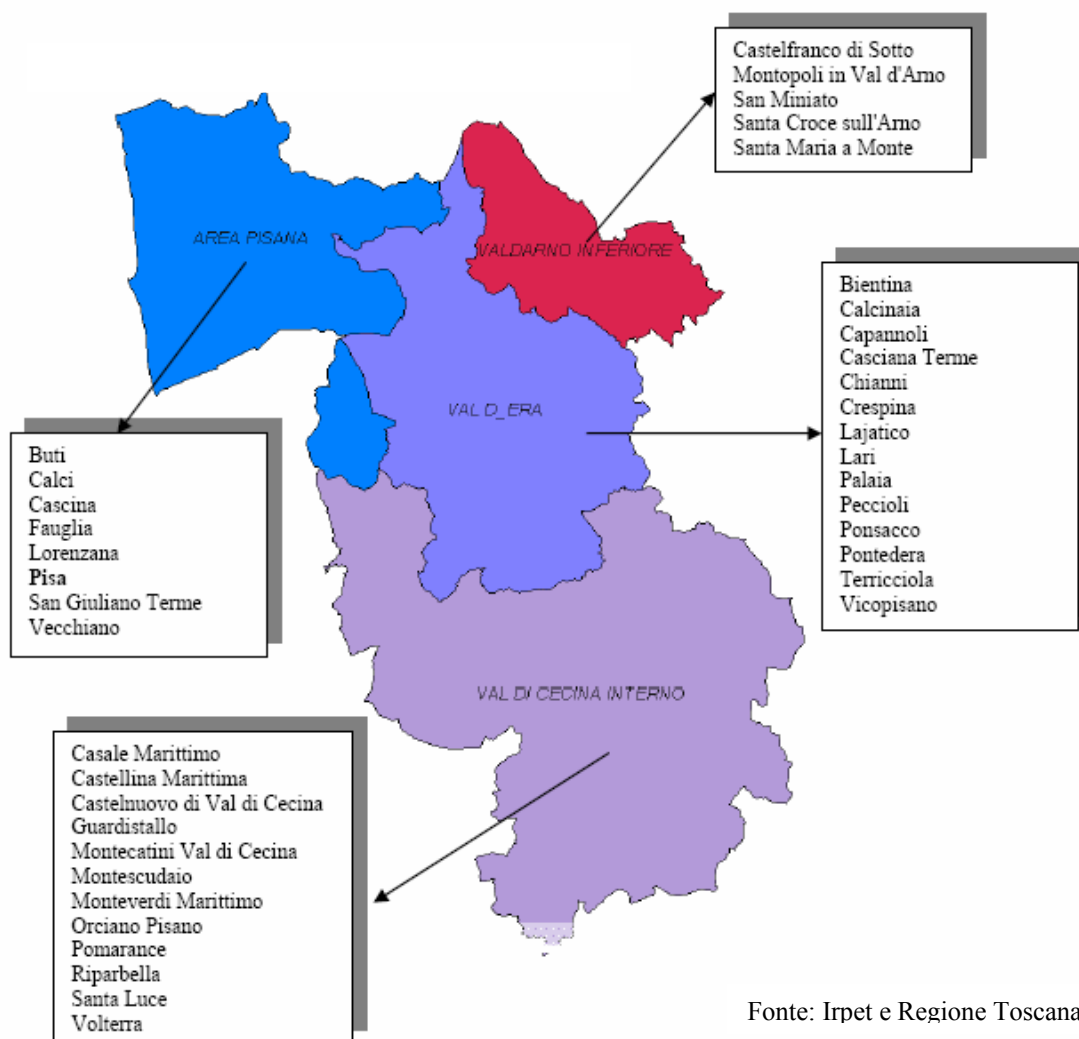 Castelfranco di Sotto
Montopoli in Val d'Arno
San Miniato
Santa Croce sull'Arno
Santa Maria a Monte
AREA PISANA
VALDARNO INFERIORE
Bientina
Calcinaia
Capannoli
Casciana Terme
Chianni
Crespina
Lajatico
Lari
Palaia
Peccioli
Ponsacco
Pontedera
Terricciola
Vicopisano
VAL D_ERA
Buti
Calci
Cascina
Fauglia
Lorenzana
Pisa
San Giuliano Terme
Vecchiano
VAL DI CECINA INTERNO
Casale Marittimo
Castellina Marittima
Castelnuovo di Val di Cecina
Guardistallo
Montecatini Val di Cecina
Montescudaio
Monteverdi Marittimo
Orciano Pisano
Pomarance
Riparbella
Santa Luce
Volterra
Fonte: Irpet e Regione Toscana